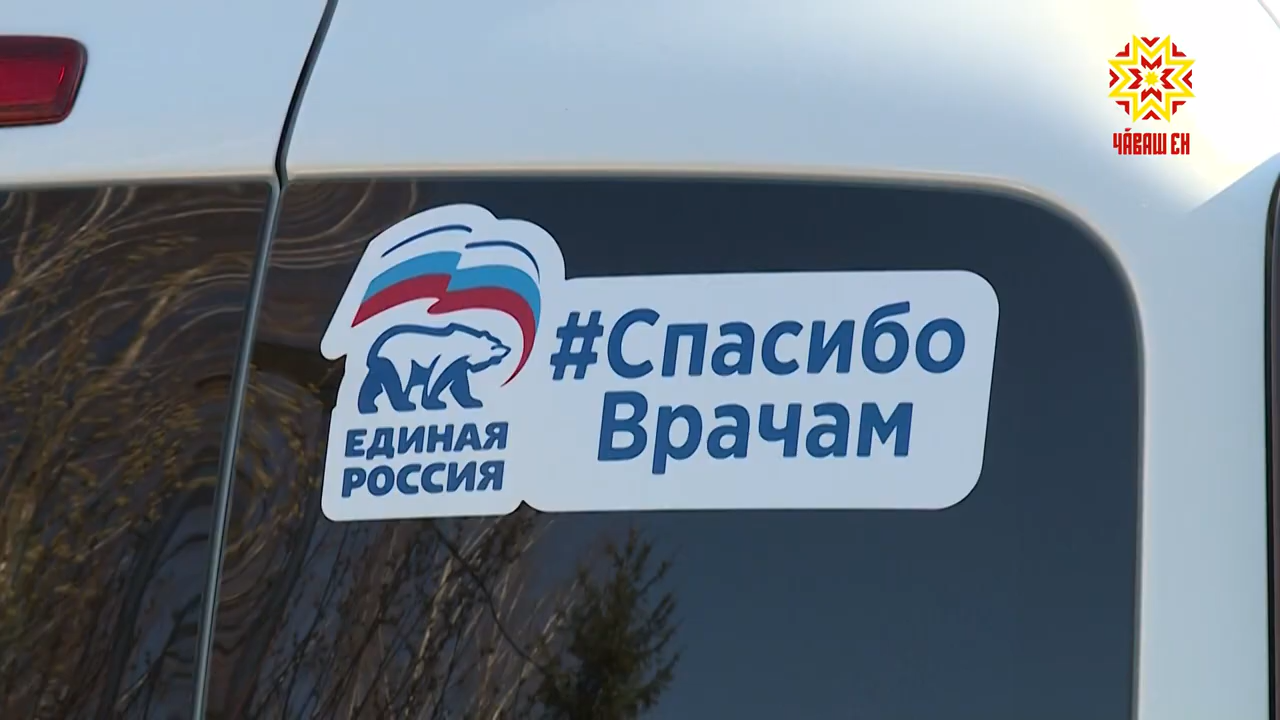 ЧӐВАШ ЕН
#Спасибо
Врачам
ЕДИНАЯ
РОССИЯ